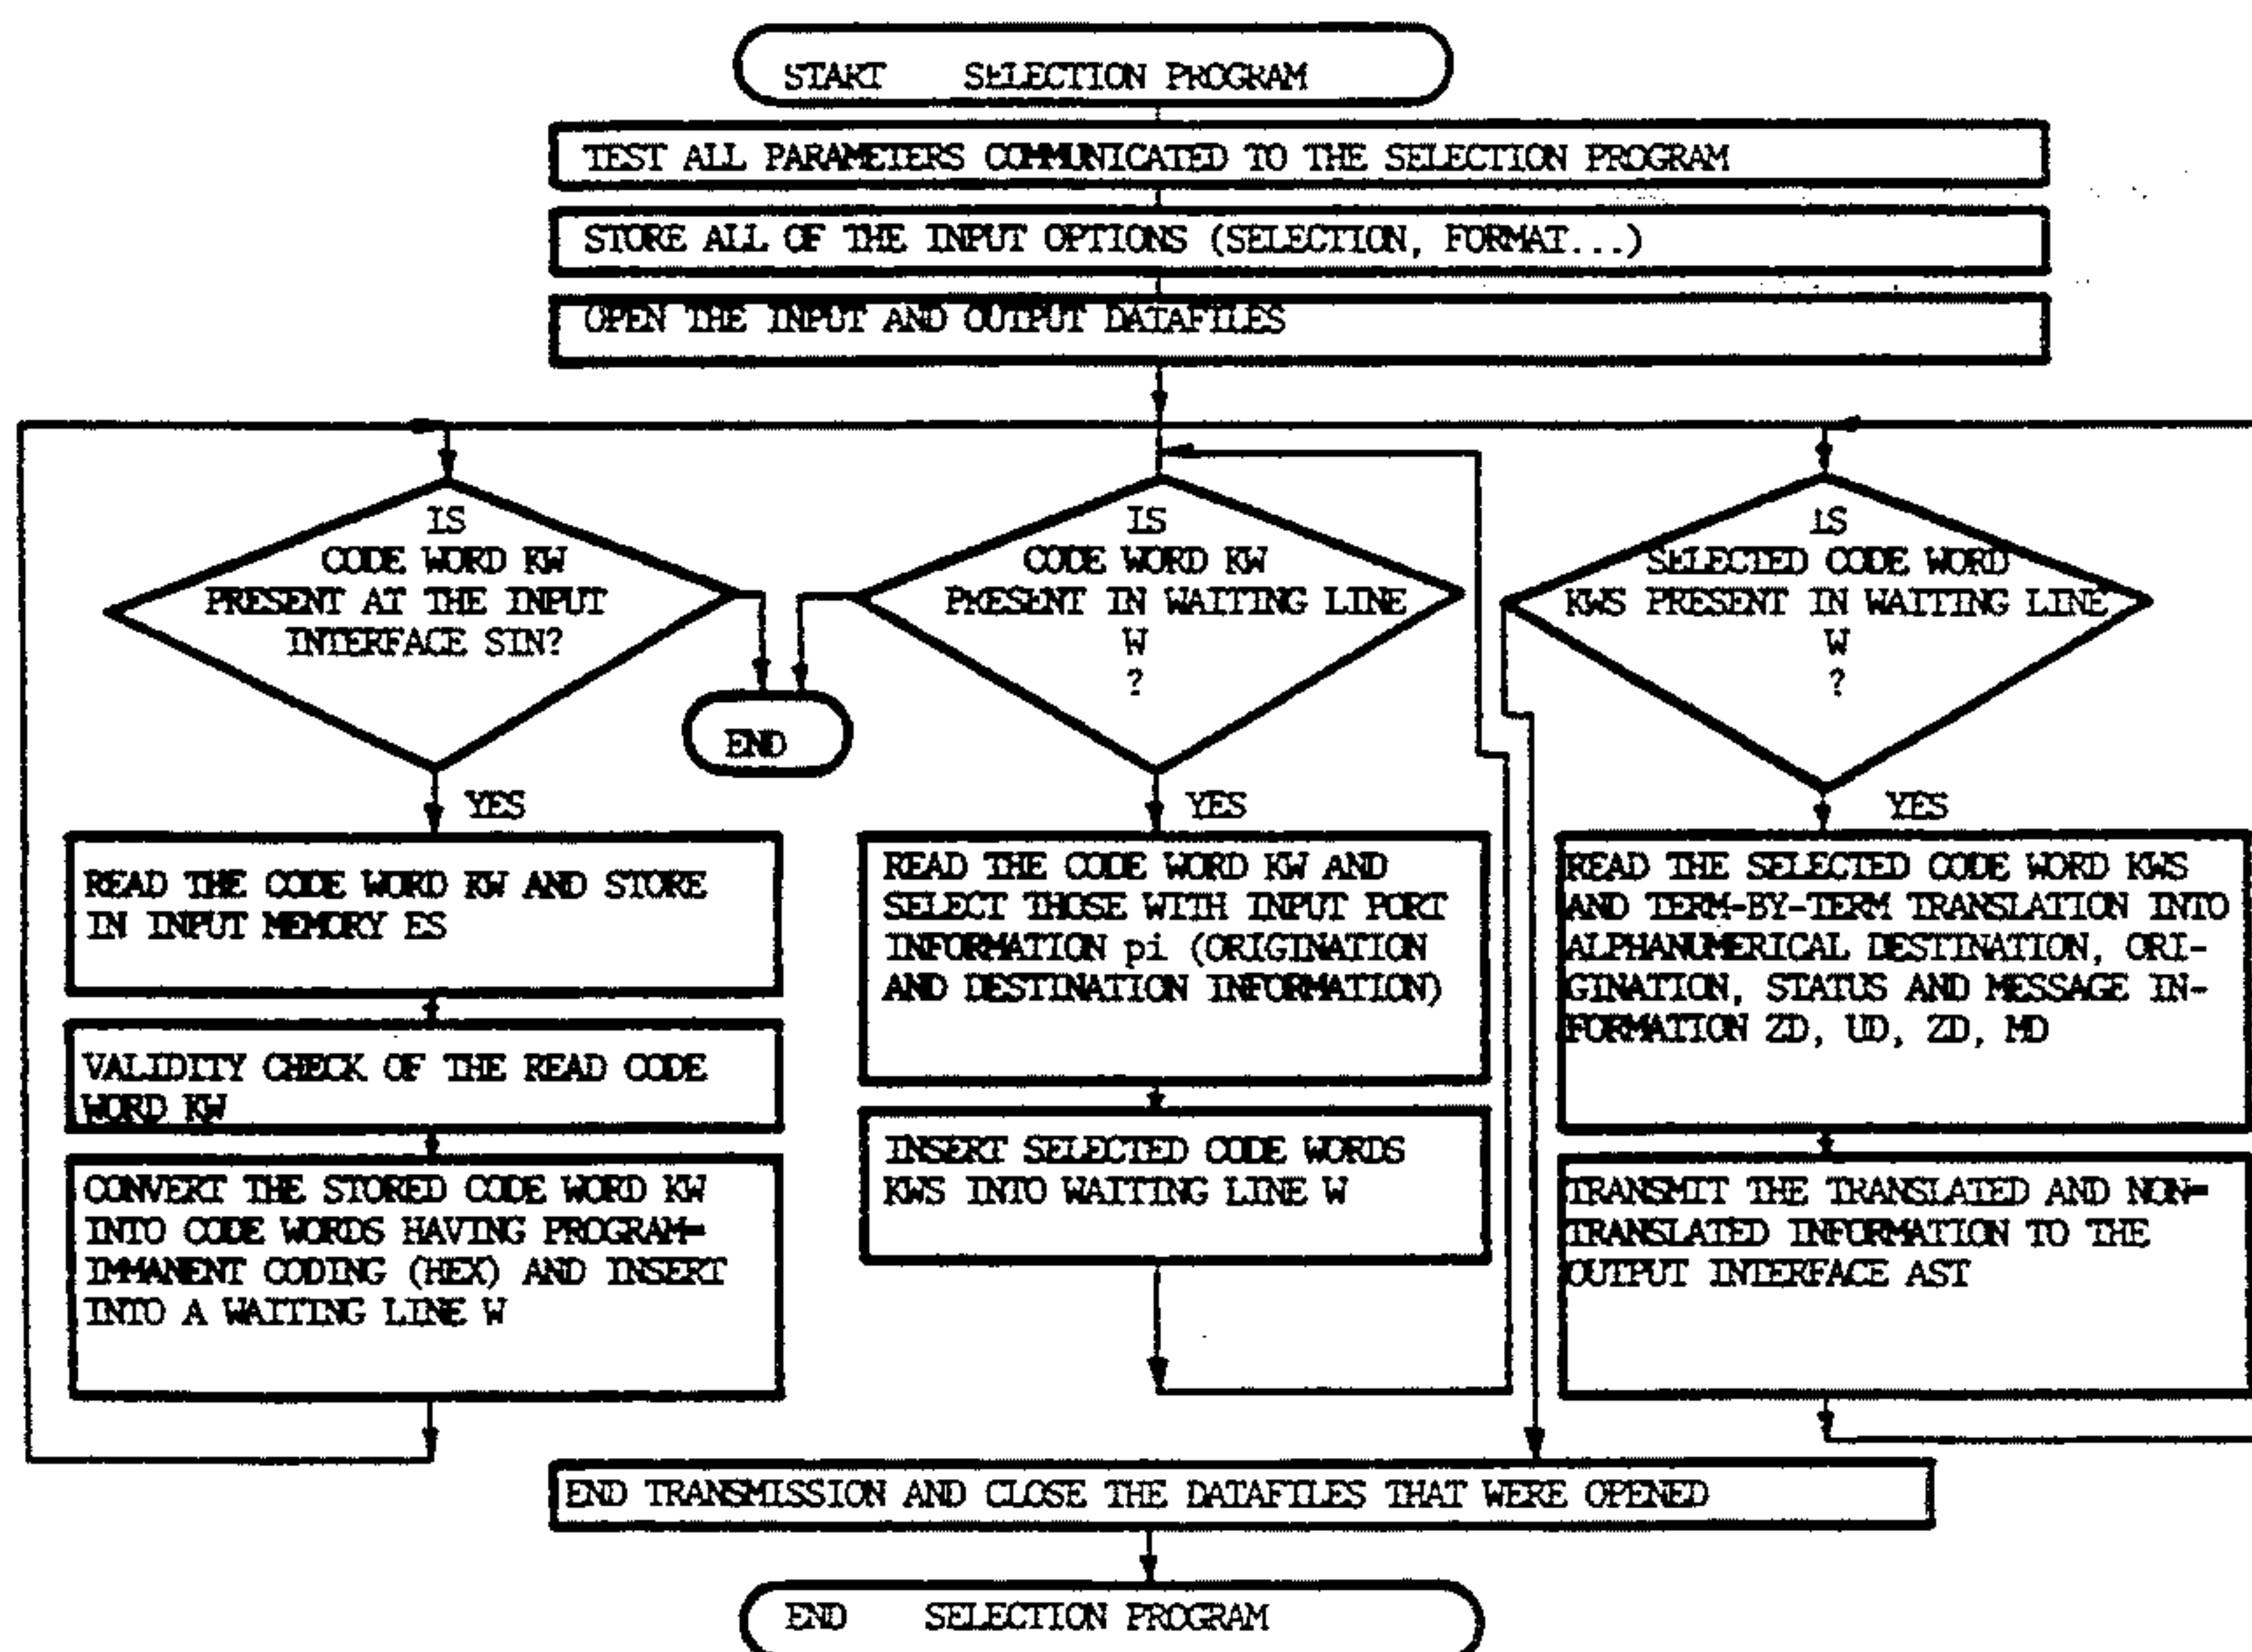 START SELECTION PROGRAM
TEST ALL PARAMETERS COMMUNICATED TO THE SELECTION PROGRAM
STORE ALL OF THE INPUT OPTIONS (SELECTION, FORMAT...)
OPEN THE INPUT AND OUTPUT DATAFILES
IS
CODE WORD KW
PRESENT AT THE INPUT
INTERFACE SIN?
IS
CODE WORD KW
PRESENT IN WAITING LINE
W
?
IS
SELECTED CODE WORD
KWS PRESENT IN WAITING LINE
W
?
END
YES
YES
YES
READ THE CODE WORD KW AND STORE
IN INPUT MEMORY ES
VALIDITY CHECK OF THE READ CODE
WORD KW
CONVERT THE STORED CODE WORD KW
INTO CODE WORDS HAVING PROGRAM-
IMMANENT CODING (HEX) AND INSERT
INTO A WAITING LINE W
READ THE CODE WORD KW AND
SELECT THOSE WITH INPUT PORT
INFORMATION pi (ORIGINATION
AND DESTINATION INFORMATION)
INSERT SELECTED CODE WORDS
KWS INTO WAITING LINE W
READ THE SELECTED CODE WORD KWS
AND TERM-BY-TERM TRANSLATION INTO
ALPHANUMERICAL DESTINATION, ORI-
GINATION, STATUS AND MESSAGE IN-
FORMATION ZD, UD, ZD, MD
TRANSMIT THE TRANSLATED AND NON-
TRANSLATED INFORMATION TO THE
OUTPUT INTERFACE AST
END TRANSMISSION AND CLOSE THE DATAFILES THAT WERE OPENED
END SELECTION PROGRAM